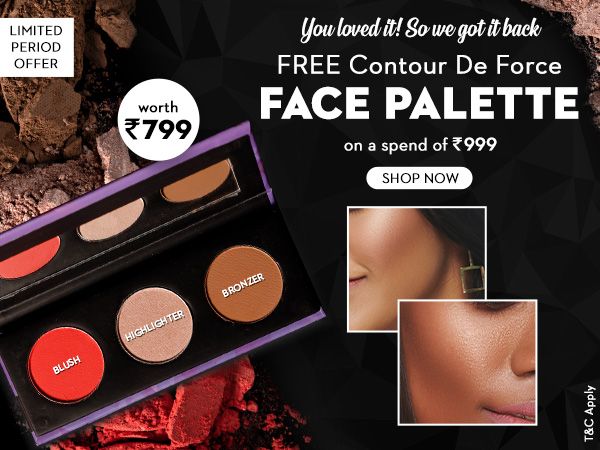 LIMITED
PERIOD
OFFER
You loved it! So we got it back
FREE Contour De Force
FACE PALETTE
on a spend of ₹999
SHOP NOW
worth
₹799
BLUSH
HIGHLIGHTER
BRONZER
T&C Apply